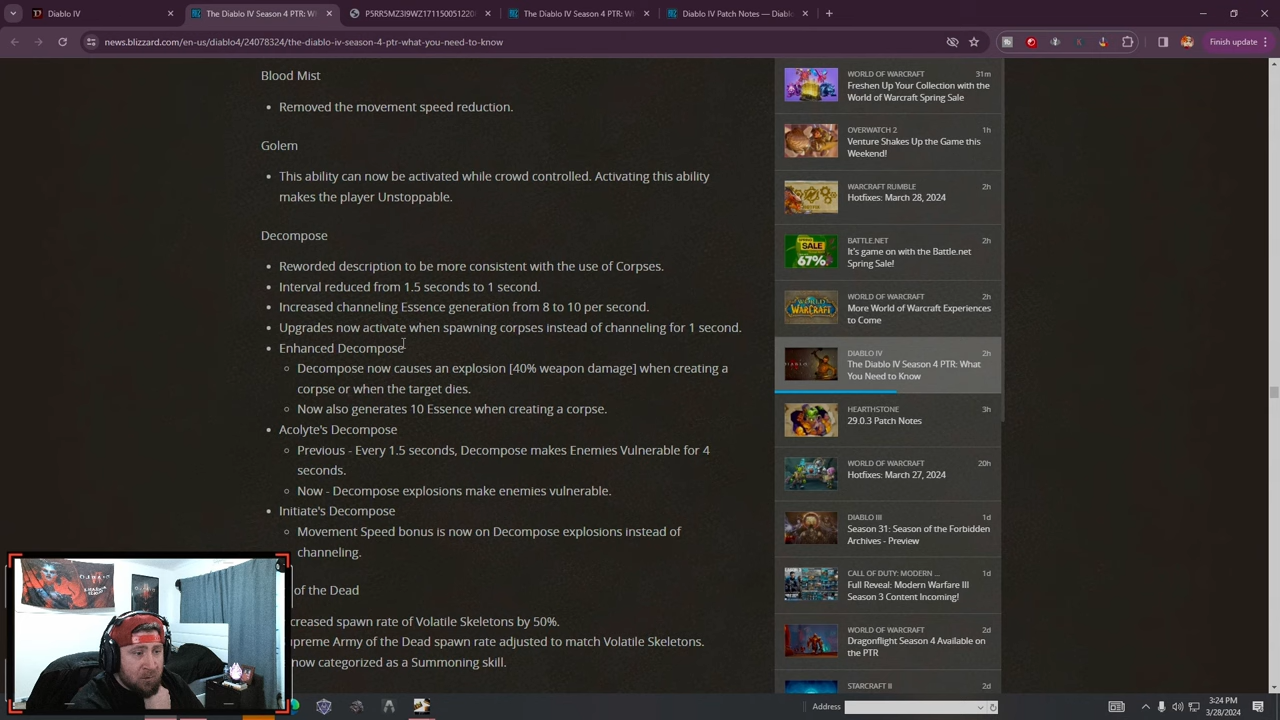 Diablo IV
The Diablo IV Season 4 PTR: W
P5RR5MZ3I9WZ17115005122O
The Diablo IV Season 4 PTR: W
Diablo IV Patch Notes — Diablo
news.blizzard.com/en-us/diablo4/24078324/the-diablo-iv-season-4-ptr-what-you-need-to-know
Finish update
Blood Mist
Removed the movement speed reduction.
Golem
This ability can now be activated while crowd controlled. Activating this ability
makes the player Unstoppable.
Decompose
Reworded description to be more consistent with the use of Corpses.
Interval reduced from 1.5 seconds to 1 second.
Increased channeling Essence generation from 8 to 10 per second.
Upgrades now activate when spawning corpses instead of channeling for 1 second.
Enhanced Decompose
Decompose now causes an explosion [40% weapon damage] when creating a
corpse or when the target dies.
Now also generates 10 Essence when creating a corpse.
Acolyte's Decompose
Previous - Every 1.5 seconds, Decompose makes Enemies Vulnerable for 4
seconds.
Now - Decompose explosions make enemies vulnerable.
Initiate's Decompose
Movement Speed bonus is now on Decompose explosions instead of
channeling.
of the Dead
creased spawn rate of Volatile Skeletons by 50%.
upreme Army of the Dead spawn rate adjusted to match Volatile Skeletons.
now categorized as a Summoning skill.
WORLD OF WARCRAFT 31m
Freshen Up Your Collection with the
World of Warcraft Spring Sale
OVERWATCH 2 1h
Venture Shakes Up the Game this
Weekend!
WARCRAFT RUMBLE 2h
Hotfixes: March 28, 2024
SALE
67%
BATTLE.NET 2h
It's game on with the Battle.net
Spring Sale!
WORLD OF WARCRAFT 2h
More World of Warcraft Experiences
to Come
DIABLO IV 2h
The Diablo IV Season 4 PTR: What
You Need to Know
HEARTHSTONE 3h
29.0.3 Patch Notes
WORLD OF WARCRAFT 20h
Hotfixes: March 27, 2024
DIABLO III 1d
Season 31: Season of the Forbidden
Archives - Preview
CALL OF DUTY: MODERN ... 1d
Full Reveal: Modern Warfare III
Season 3 Content Incoming!
WORLD OF WARCRAFT 2d
Dragonflight Season 4 Available on
the PTR
STARCRAFT II 2d
Address
3:24 PM
3/28/2024